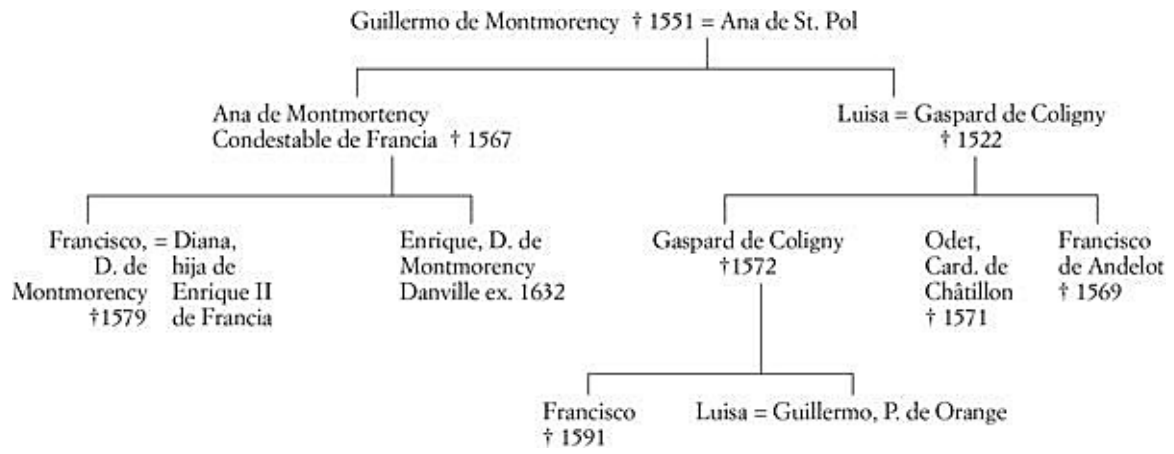 Guillermo de Montmorency † 1551 = Ana de St. Pol
Ana de Montmortency
Condestable de Francia † 1567
Luisa = Gaspard de Coligny
† 1522
Francisco, = Diana,
D. de hija de
Montmorency Enrique II
†1579 de Francia
Enrique, D. de
Montmorency
Danville ex. 1632
Gaspard de Coligny
†1572
Odet,
Card. de
Châtillon
† 1571
Francisco
de Andelot
† 1569
Francisco
† 1591
Luisa = Guillermo, P. de Orange